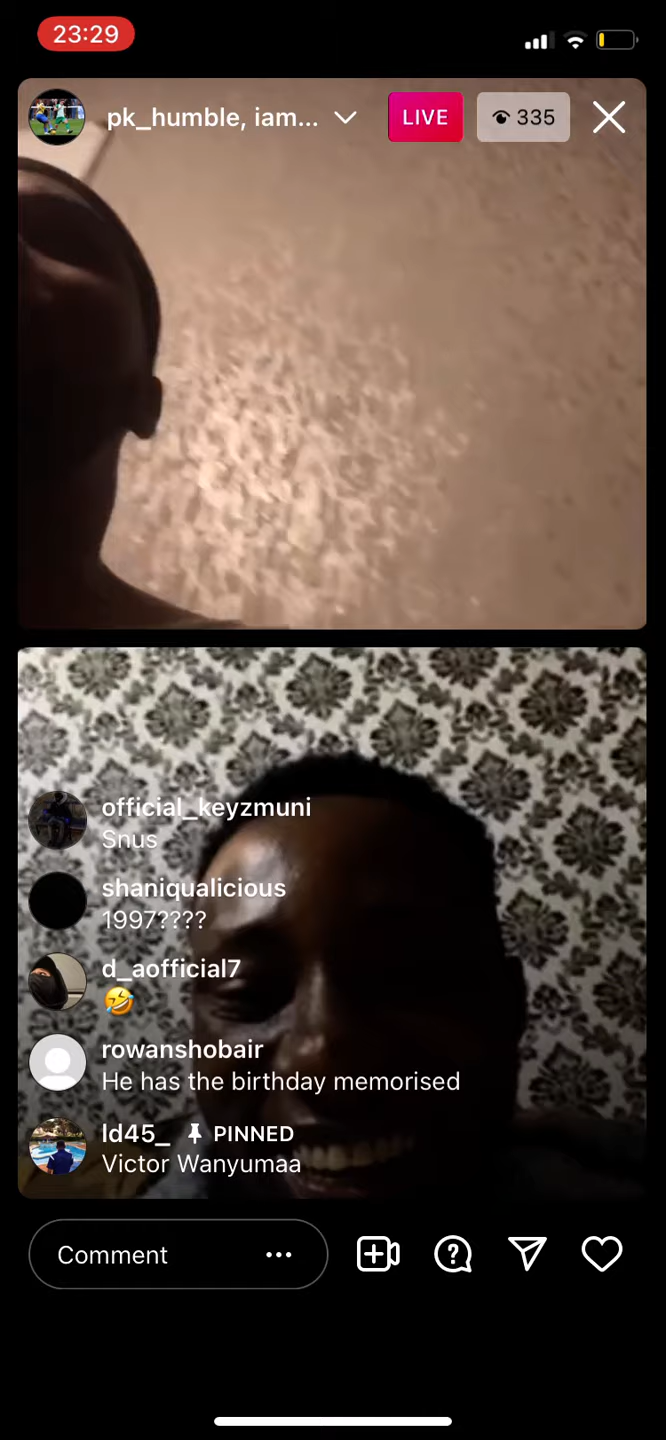 23:29
pk_humble, iam...
LIVE
335
official_keyzmuni
Snus
shaniqualicious
1997????
d_aofficial7
🤣
rowanshobair
He has the birthday memorised
ld45_ PINNED
Victor Wanyumaa
Comment